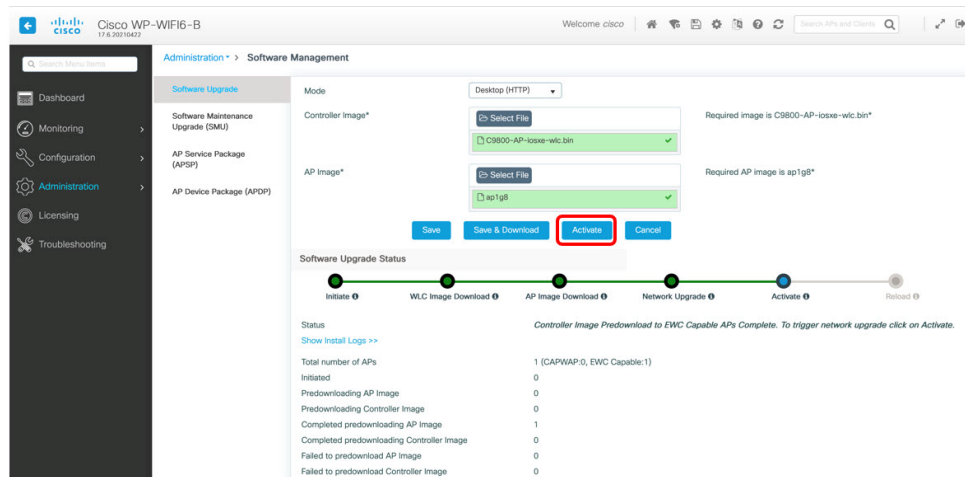 CISCO
Cisco WP-WIFI6-B
17.6.20210422
Welcome cisco
Search APs and Clients
Search Menu Items
Dashboard
Monitoring
Configuration
Administration
Licensing
Troubleshooting
Administration > Software Management
Software Upgrade
Software Maintenance
Upgrade (SMU)
AP Service Package
(APSP)
AP Device Package (APDP)
Mode
Desktop (HTTP)
Controller Image*
Select File
C9800-AP-iosxe-wlc.bin
Required image is C9800-AP-iosxe-wlc.bin*
AP Image*
Select File
ap1g8
Required AP image is ap1g8*
Save
Save & Download
Activate
Cancel
Software Upgrade Status
Initiate
WLC Image Download
AP Image Download
Network Upgrade
Activate
Reload
Status
Controller Image Predownload to EWC Capable APs Complete. To trigger network upgrade click on Activate.
Show Install Logs >>
Total number of APs 1 (CAPWAP:0, EWC Capable:1)
Initiated 0
Predownloading AP Image 0
Predownloading Controller Image 0
Completed predownloading AP Image 1
Completed predownloading Controller Image 0
Failed to predownload AP Image 0
Failed to predownload Controller Image 0